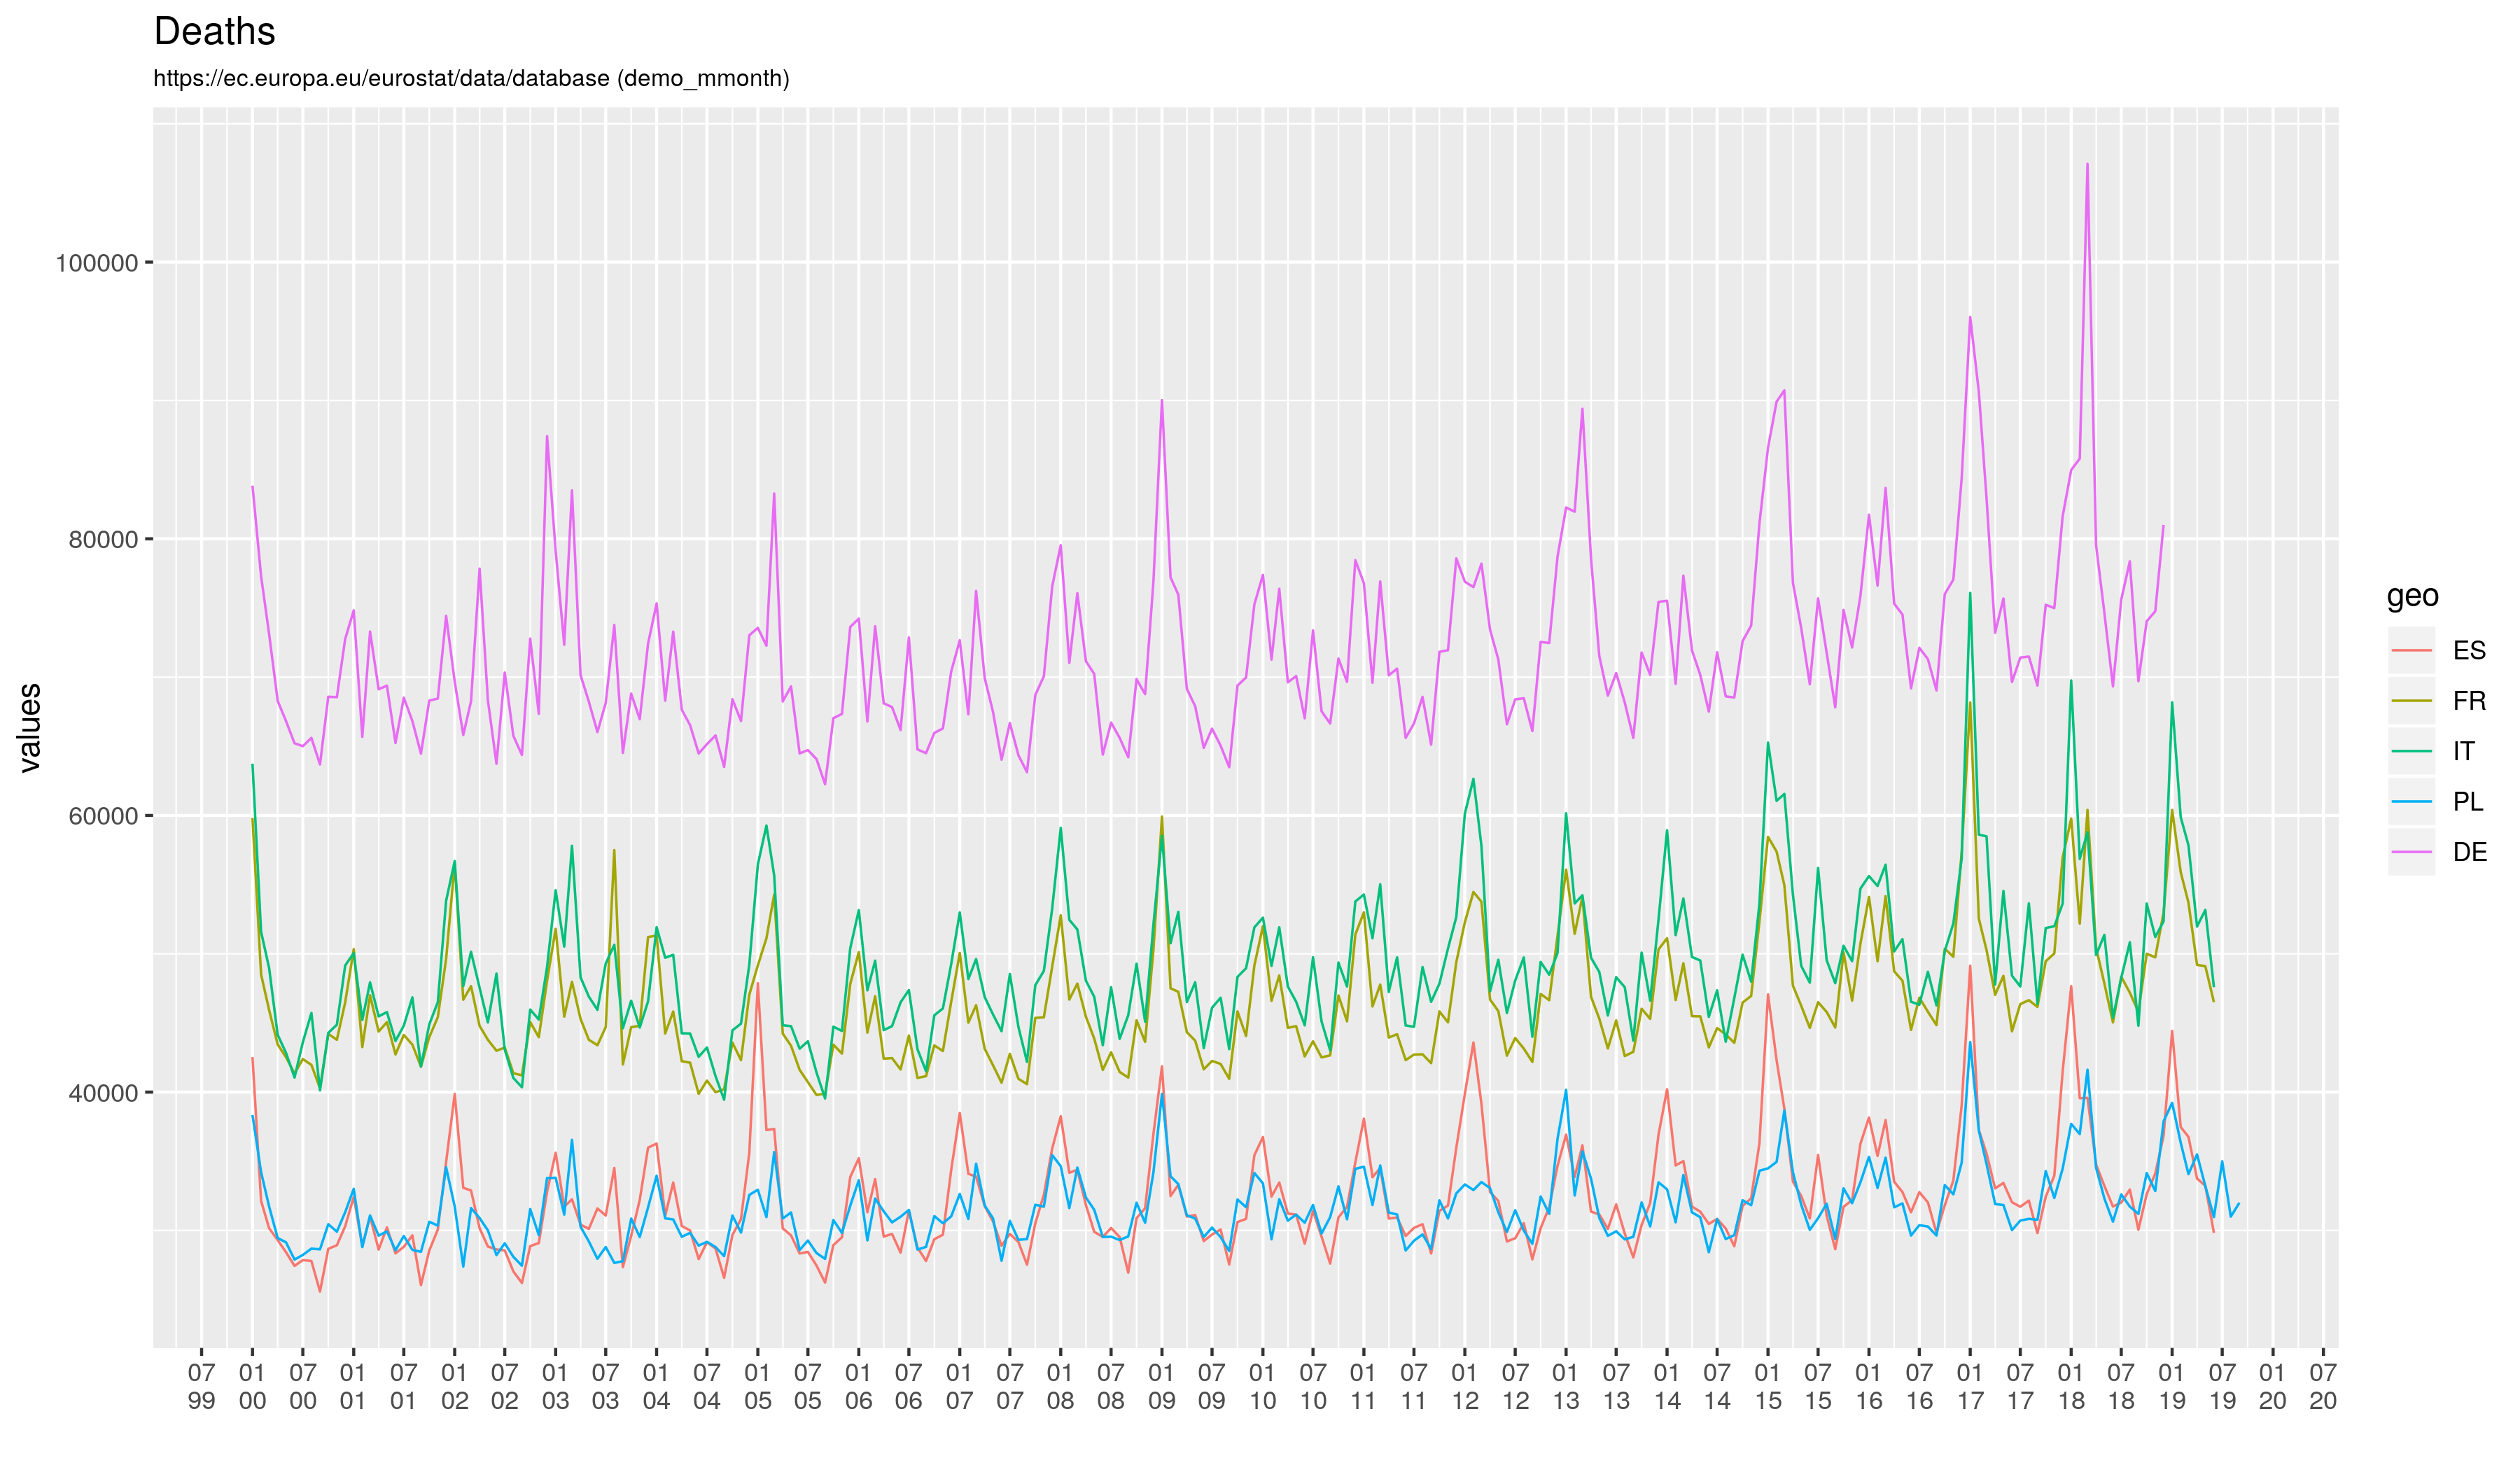 Deaths
https://ec.europa.eu/eurostat/data/database (demo_mmonth)
values
100000
80000
60000
40000
07 01 07 01 07 01 07 01 07 01 07 01 07 01 07 01 07 01 07 01 07 01 07 01 07 01 07 01 07 01 07 01 07 01 07 01 07 01 07 01 07 01 07
99 00 00 01 01 02 02 03 03 04 04 05 05 06 06 07 07 08 08 09 09 10 10 11 11 12 12 13 13 14 14 15 15 16 16 17 17 18 18 19 19 20 20
geo
ES
FR
IT
PL
DE